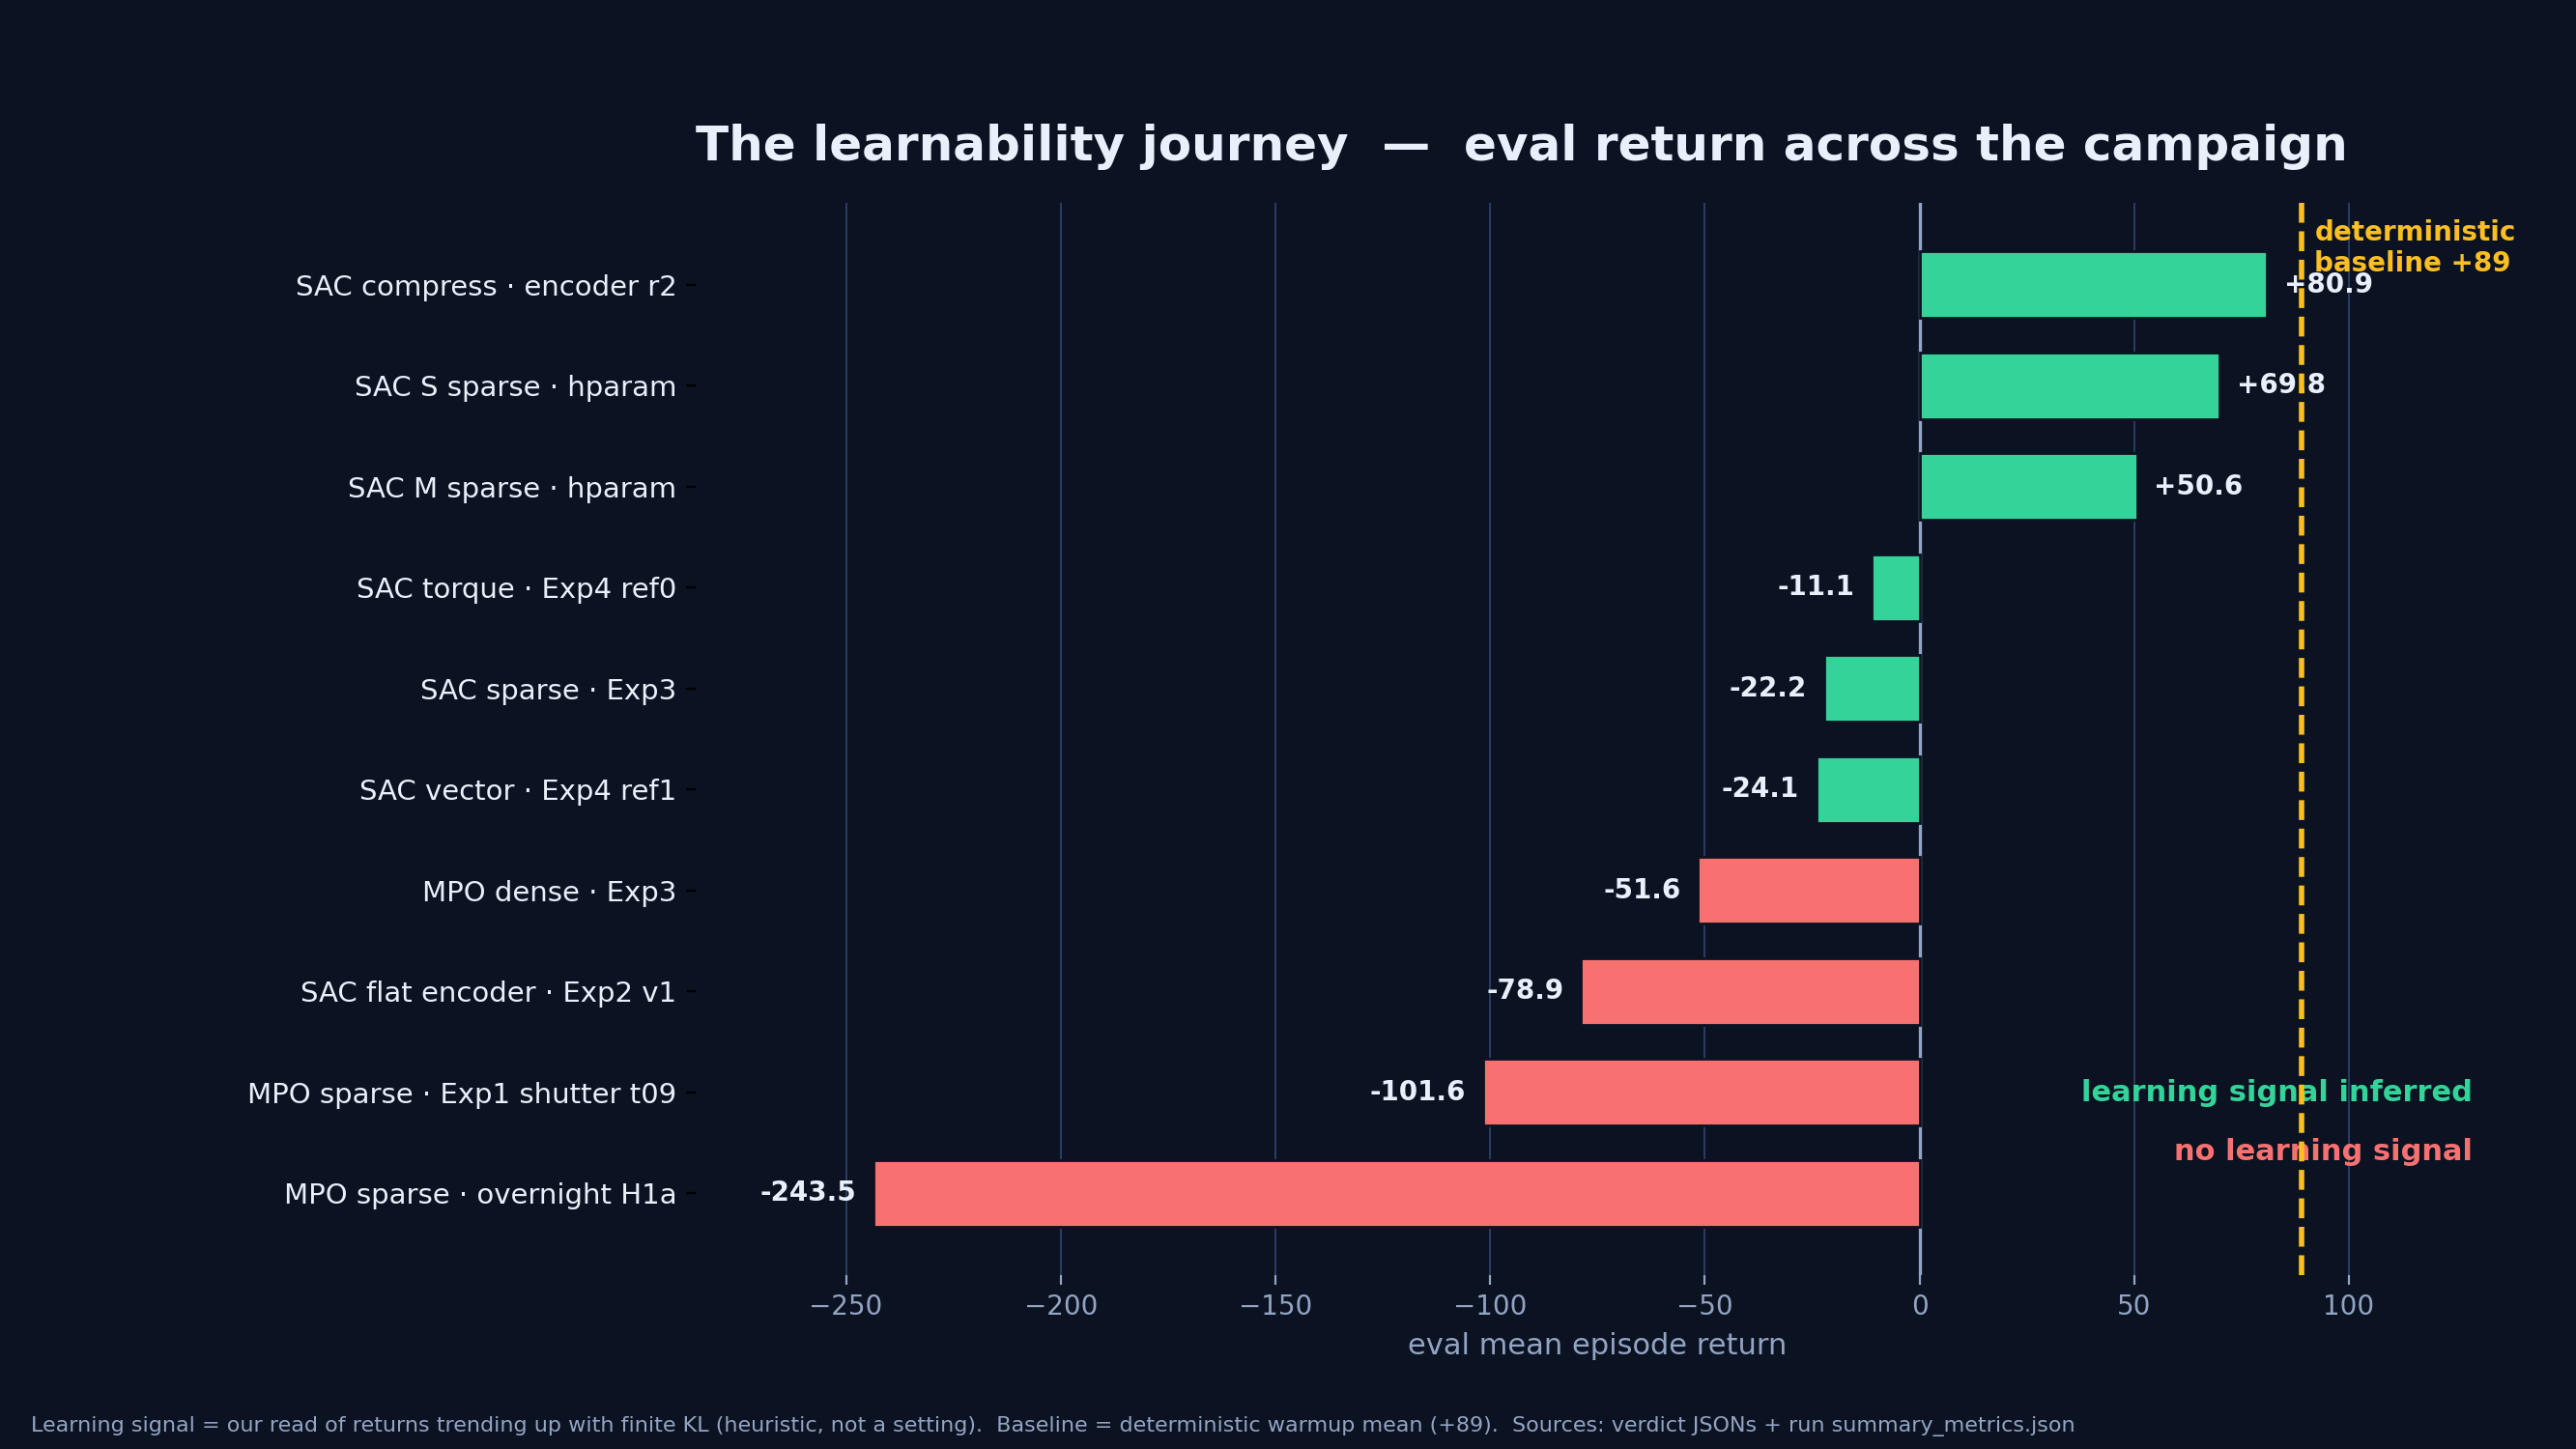 The learnability journey — eval return across the campaign
deterministic
baseline +89
SAC compress · encoder r2
+80.9
SAC S sparse · hparam
+69.8
SAC M sparse · hparam
+50.6
SAC torque · Exp4 ref0
-11.1
SAC sparse · Exp3
-22.2
SAC vector · Exp4 ref1
-24.1
MPO dense · Exp3
-51.6
SAC flat encoder · Exp2 v1
-78.9
MPO sparse · Exp1 shutter t09
-101.6
learning signal inferred
no learning signal
MPO sparse · overnight H1a
-243.5
−250 −200 −150 −100 −50 0 50 100
eval mean episode return
Learning signal = our read of returns trending up with finite KL (heuristic, not a setting).  Baseline = deterministic warmup mean (+89).  Sources: verdict JSONs + run summary_metrics.json